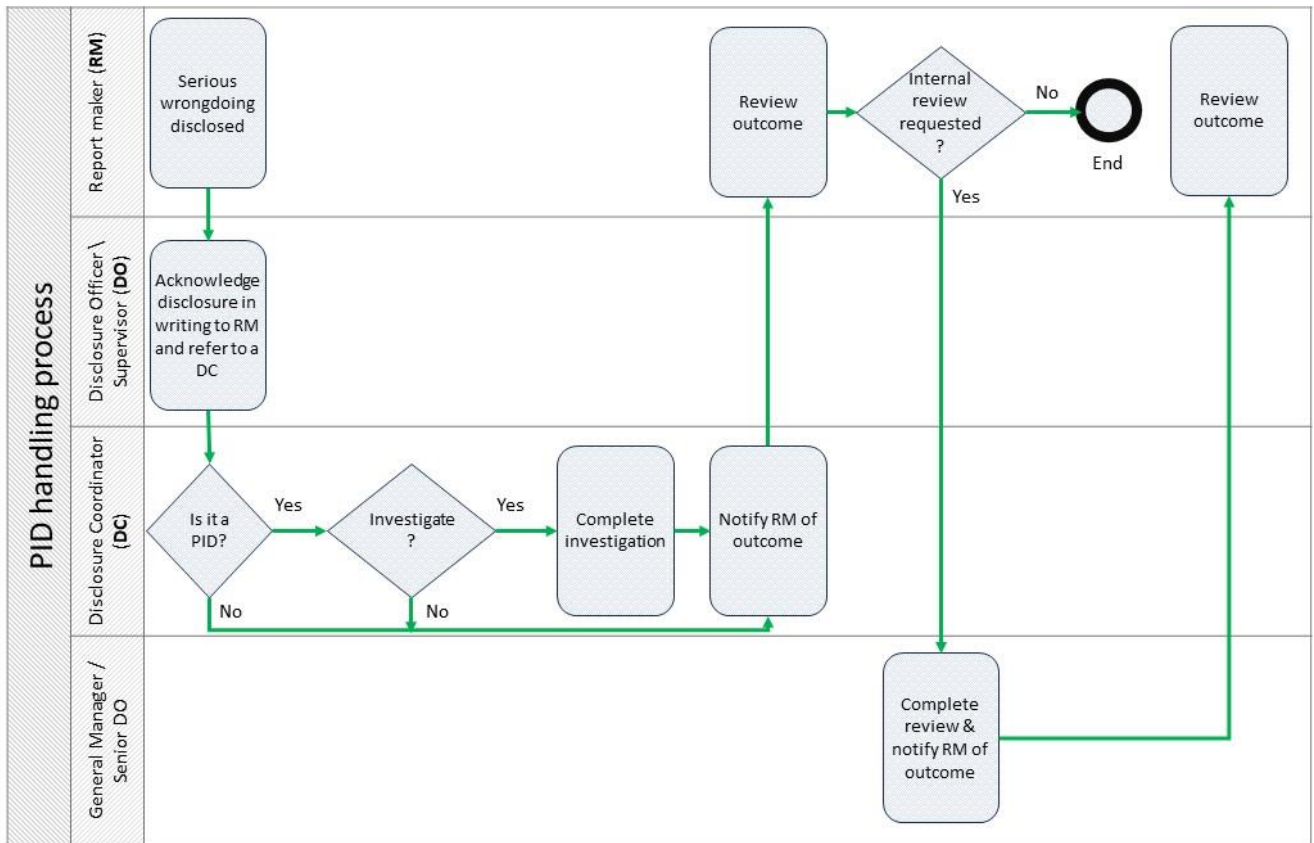 PID handling process
Report maker (RM)
Serious
wrongdoing
disclosed
Review
outcome
Internal
review
requested
?
No
End
Yes
Review
outcome
Disclosure Officer \
Supervisor (DO)
Acknowledge
disclosure in
writing to RM
and refer to a
DC
Disclosure Coordinator
(DC)
Is it a
PID?
Yes
No
Investigate
?
Yes
No
Complete
investigation
Notify RM of
outcome
General Manager /
Senior DO
Complete
review &
notify RM of
outcome